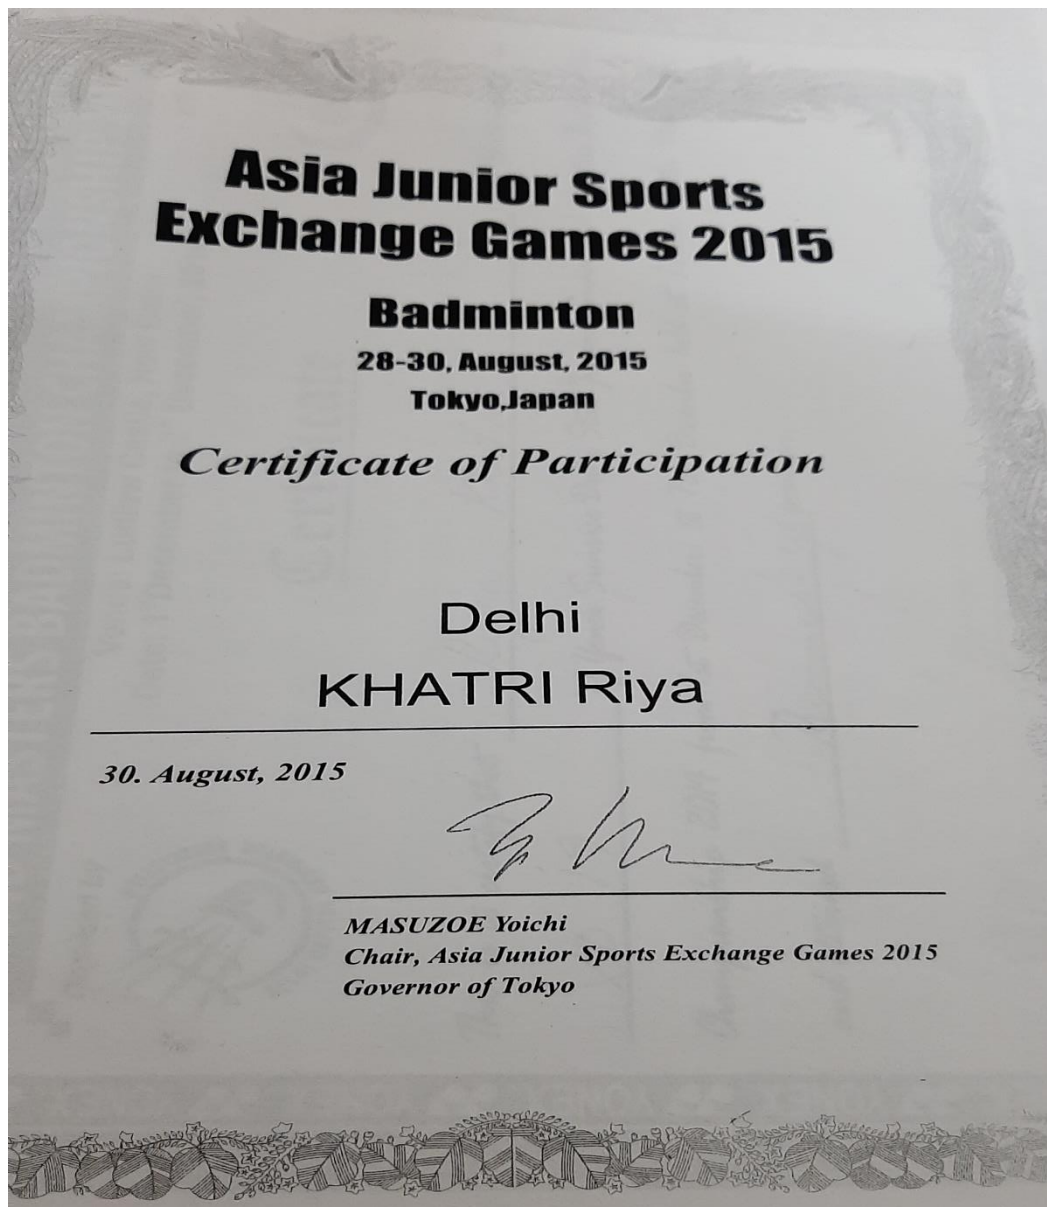 Asia Junior Sports
Exchange Games 2015
Badminton
28-30, August, 2015
Tokyo,Japan
Certificate of Participation
Delhi
KHATRI Riya
30. August, 2015
MASUZOE Yoichi
Chair, Asia Junior Sports Exchange Games 2015
Governor of Tokyo